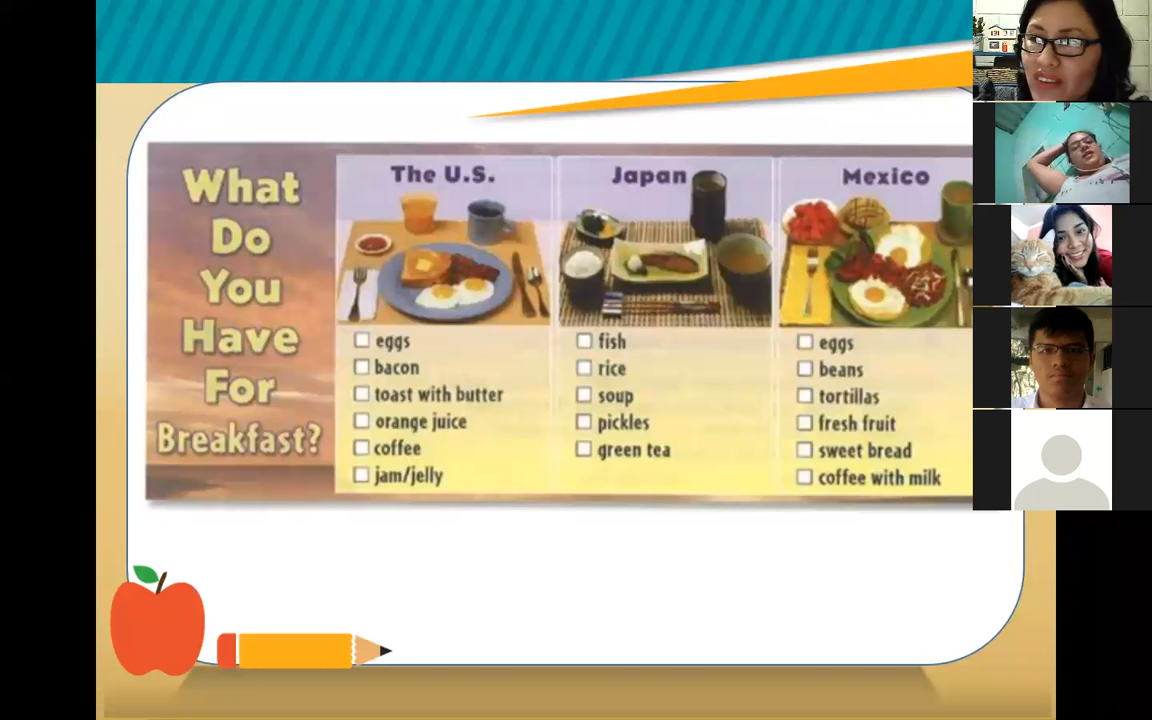 What
Do
You
Have
For
Breakfast?
The U.S.
eggs
bacon
toast with butter
orange juice
coffee
jam/jelly
Japan
fish
rice
soup
pickles
green tea
Mexico
eggs
beans
tortillas
fresh fruit
sweet bread
coffee with milk